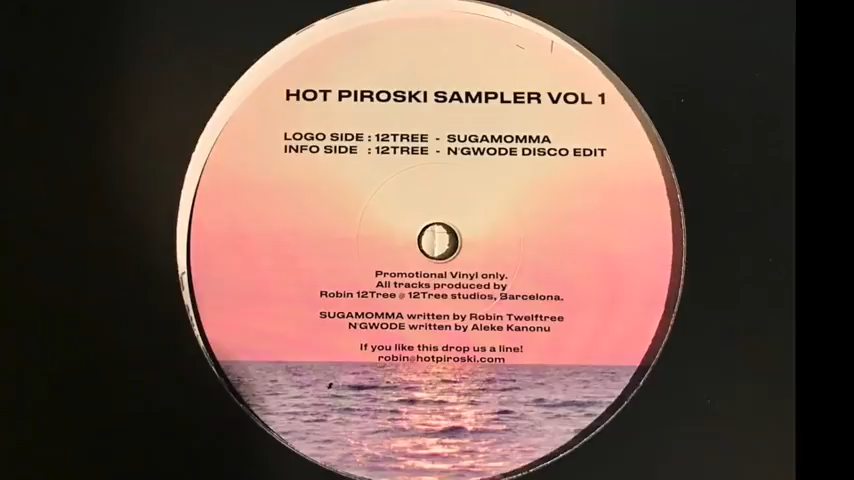 HOT PIROSKI SAMPLER VOL 1
LOGO SIDE : 12TREE - SUGAMOMMA
INFO SIDE : 12TREE - N'GWODE DISCO EDIT
Promotional Vinyl only.
All tracks produced by
Robin 12Tree @ 12Tree studios, Barcelona.
SUGAMOMMA written by Robin Twelftree
N'GWODE written by Aleke Kanonu
If you like this drop us a line!
robin@hotpiroski.com